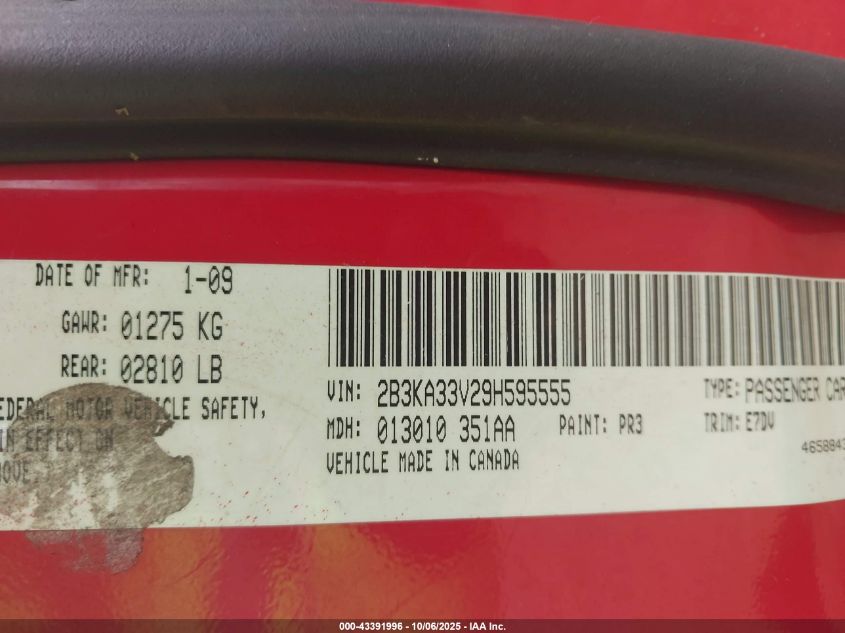 DATE OF MFR: 1-09
GAWR: 01275 KG
REAR: 02810 LB
FEDERAL MOTOR VEHICLE SAFETY,
IN EFFECT ON
VIN: 2B3KA33V29H595555
TYPE: PASSENGER CAR
MDH: 013010 351AA
PAINT: PR3
TRIM: E7DV
VEHICLE MADE IN CANADA
465884
000-43391996 - 10/06/2025 - IAA Inc.